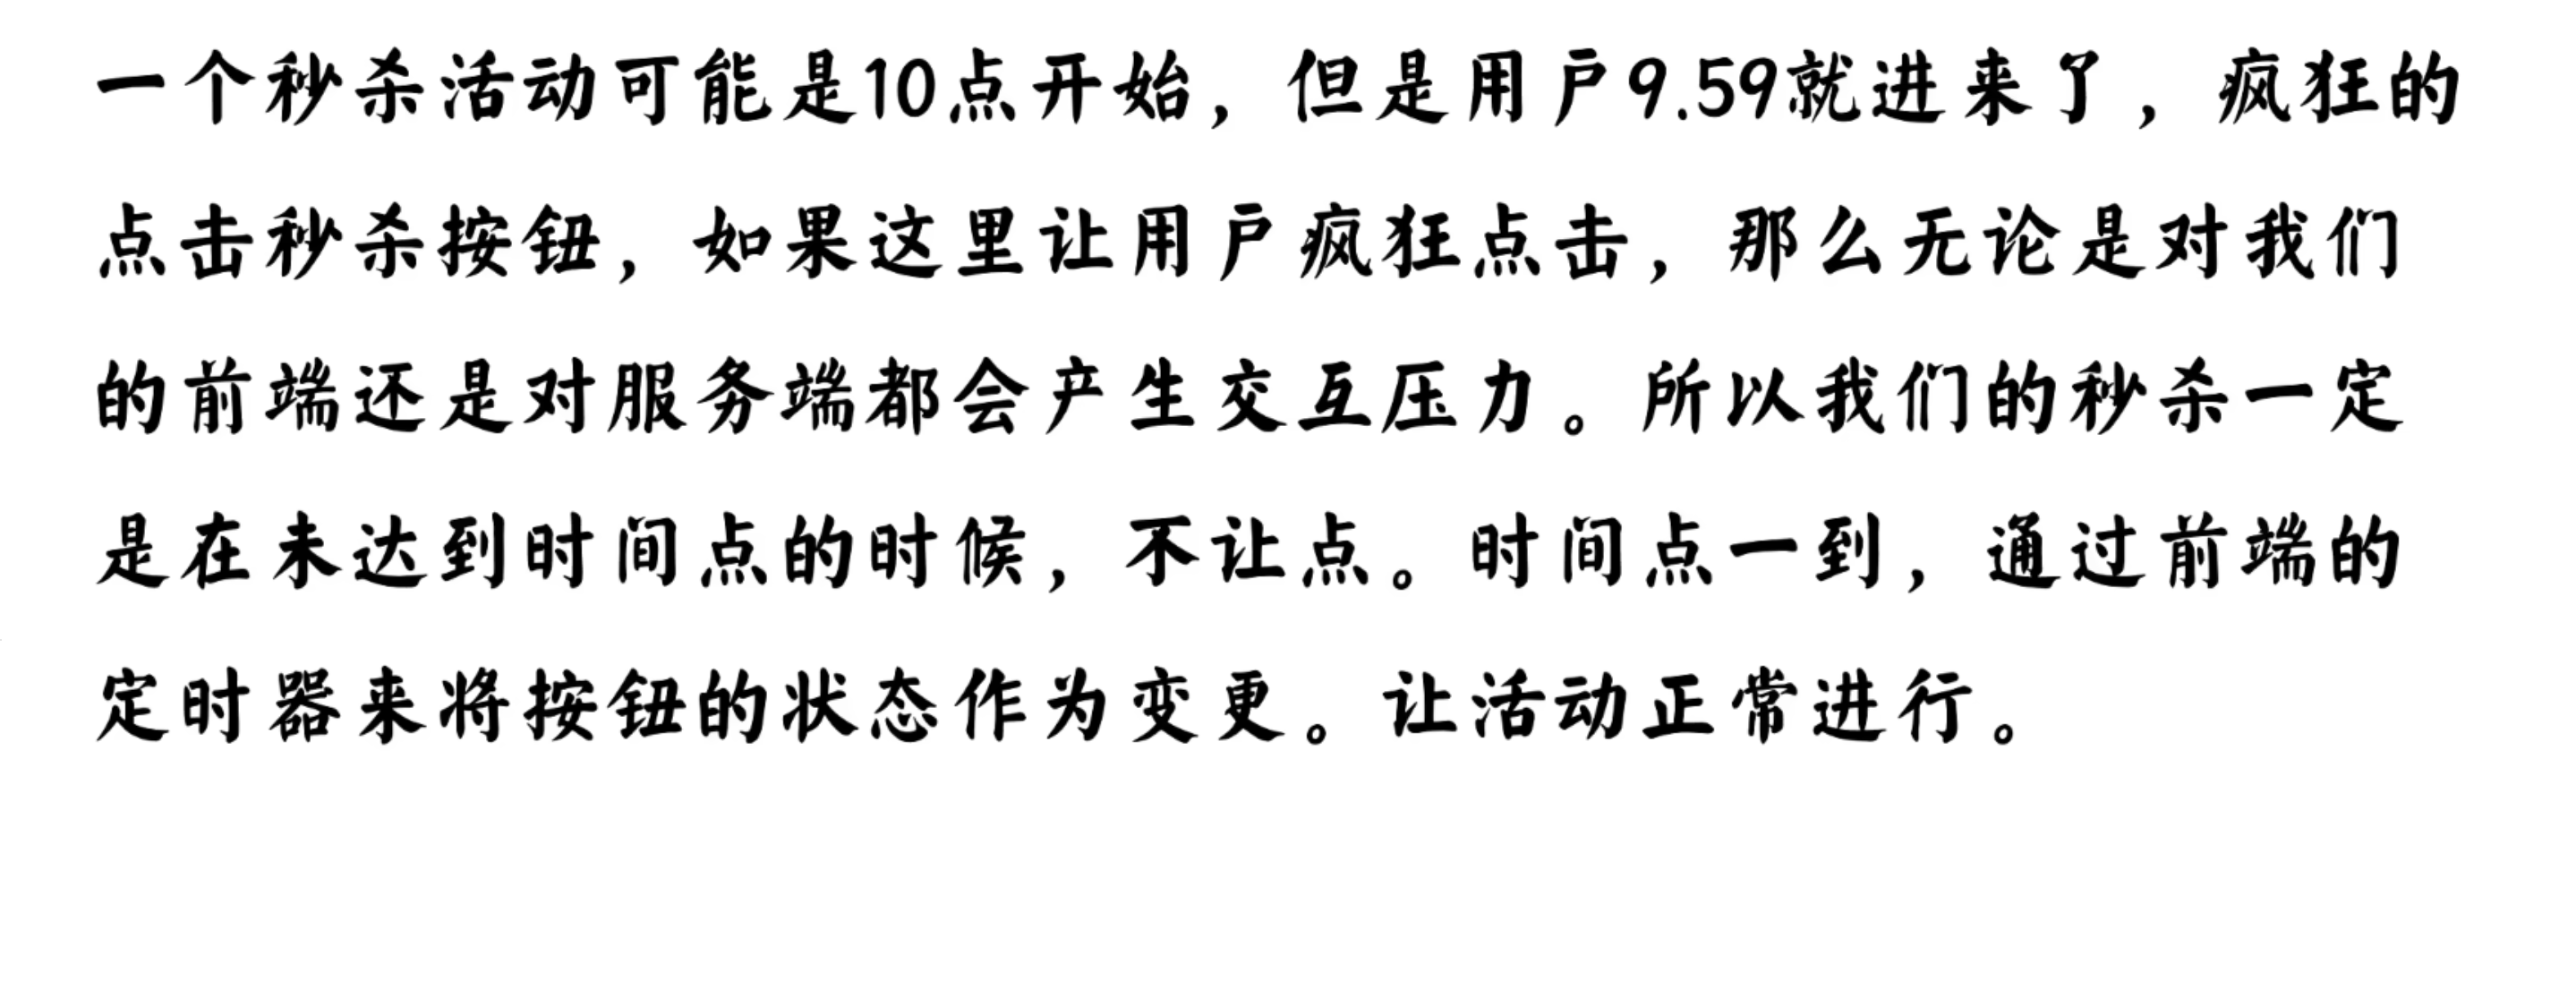 一个秒杀活动可能是10点开始，但是用户9.59就进来了，疯狂的
点击秒杀按钮，如果这里让用户疯狂点击，那么无论是对我们
的前端还是对服务端都会产生交互压力。所以我们的秒杀一定
是在未达到时间点的时候，不让点。时间点一到，通过前端的
定时器来将按钮的状态作为变更。让活动正常进行。